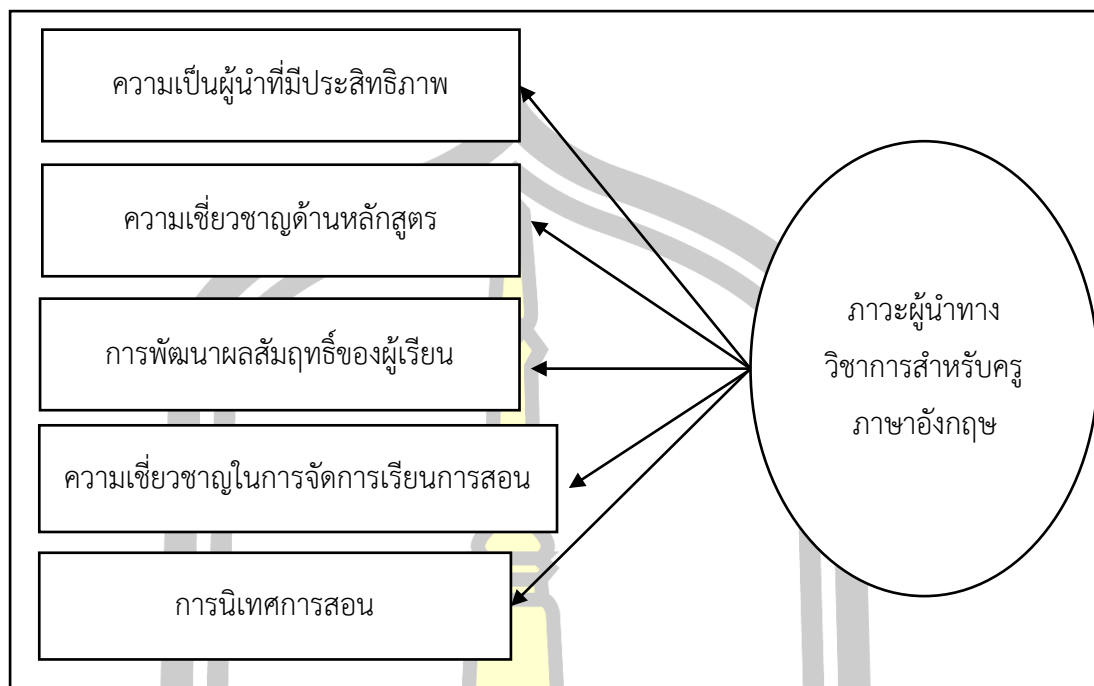 ความเป็นผู้นำที่มีประสิทธิภาพ
ความเชี่ยวชาญด้านหลักสูตร
การพัฒนาผลสัมฤทธิ์ของผู้เรียน
ความเชี่ยวชาญในการจัดการเรียนการสอน
การนิเทศการสอน
ภาวะผู้นำทาง
วิชาการสำหรับครู
ภาษาอังกฤษ